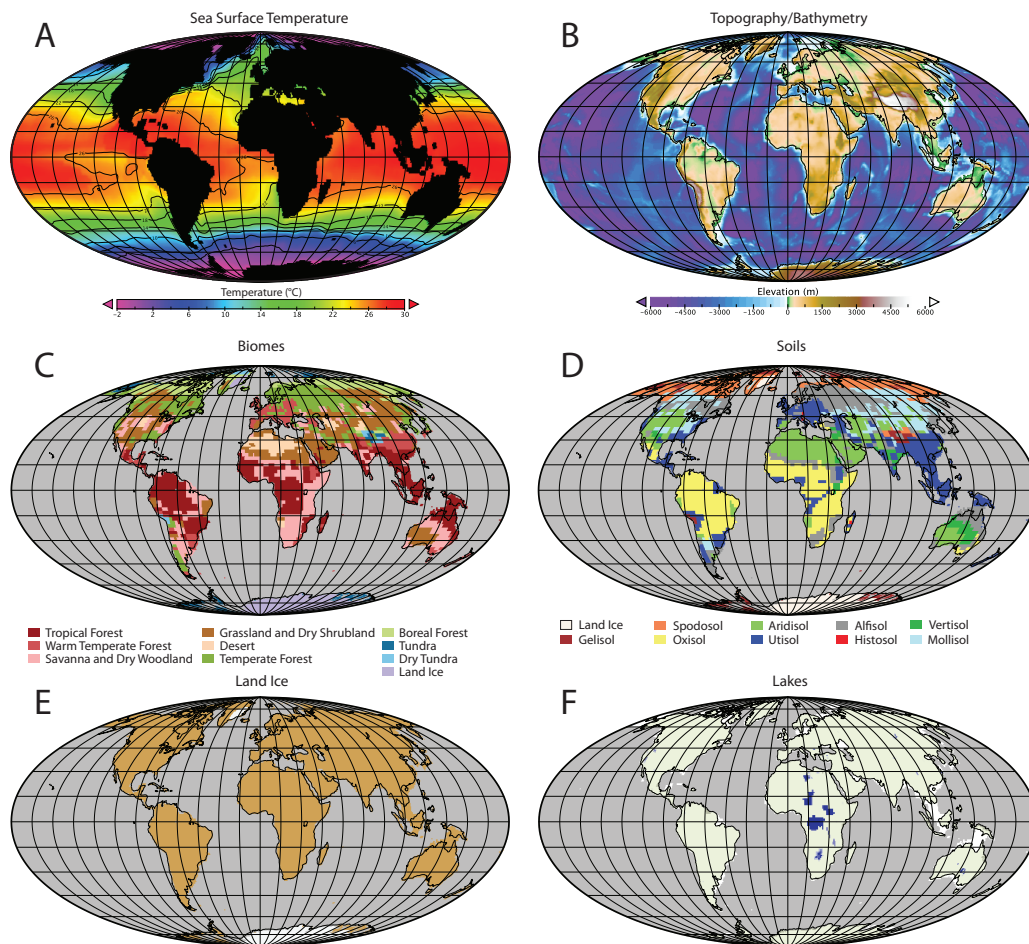 Sea Surface Temperature
Topography/Bathymetry
A
B
Temperature (°C)
-2 2 6 10 14 18 22 26 30
Elevation (m)
-6000 -4500 -3000 -1500 0 1500 3000 4500 6000
Biomes
Soils
C
D
Tropical Forest
Warm Temperate Forest
Savanna and Dry Woodland
Grassland and Dry Shrubland
Desert
Temperate Forest
Boreal Forest
Tundra
Dry Tundra
Land Ice
Land Ice
Gelisol
Spodosol
Oxisol
Aridisol
Utisol
Alfisol
Histosol
Vertisol
Mollisol
Land Ice
Lakes
E
F